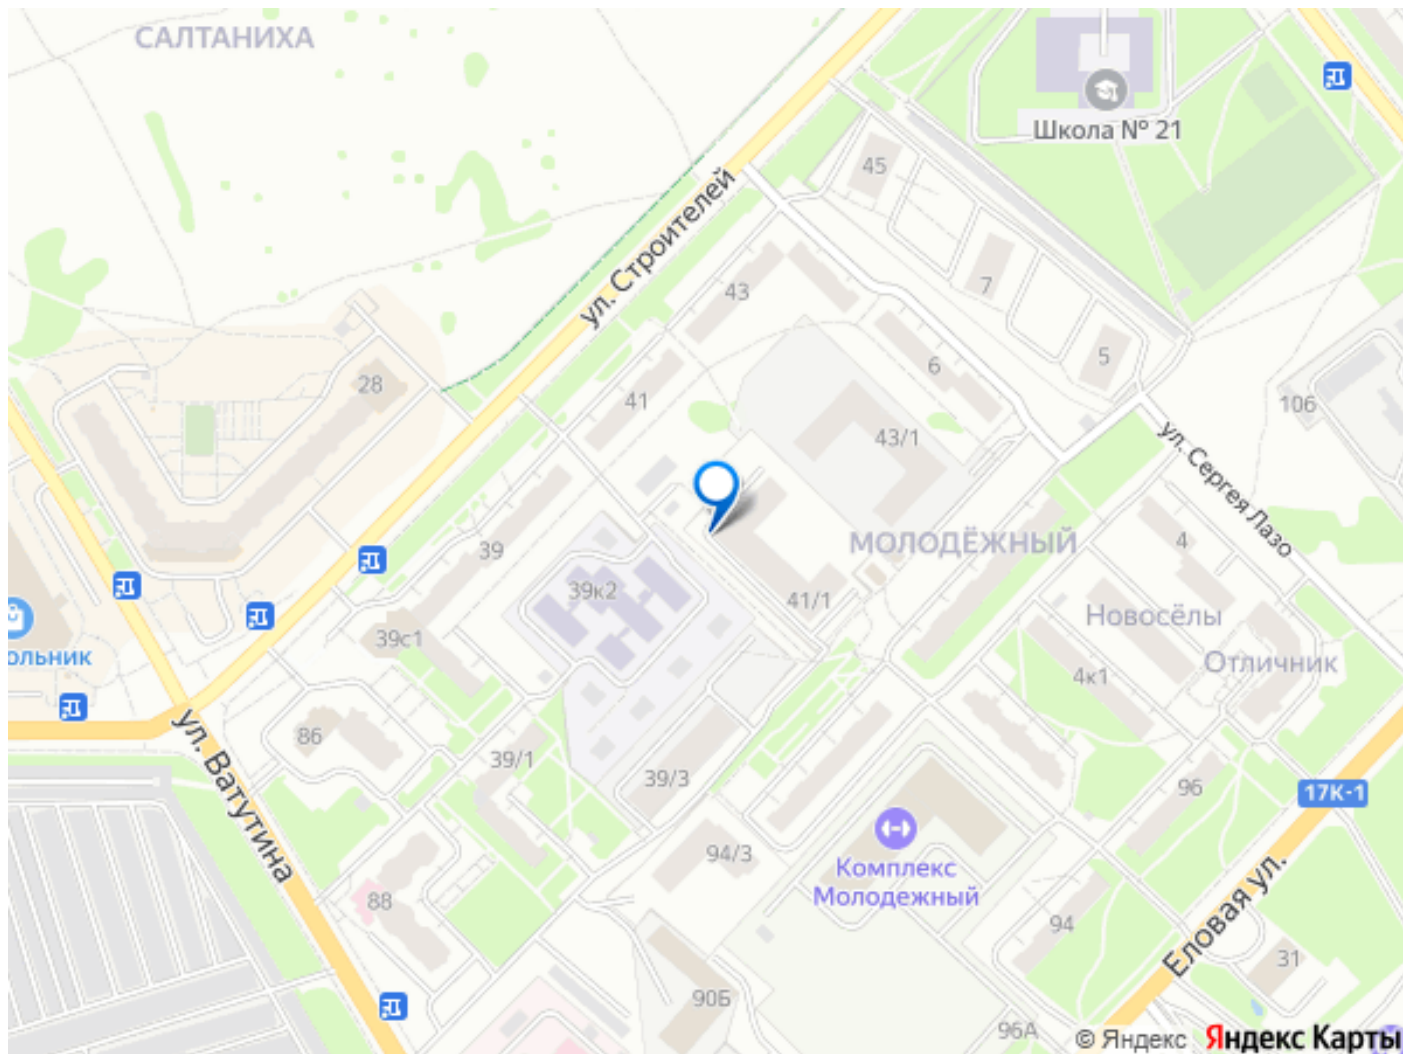 САЛТАНИХА
Школа № 21
45
ул. Строителей
7
43
5
6
28
41
106
43/1
ул. Сергея Лазо
МОЛОДЁЖНЫЙ
4
39
39к2
41/1
Новосёлы
39с1
ольник
Отличник
4к1
ул. Ватутина
86
39/1
39/3
96
17К-1
94/3
Комплекс
Молодежный
88
94
Еловая ул.
31
90Б
96А
© Яндекс Яндекс Карты